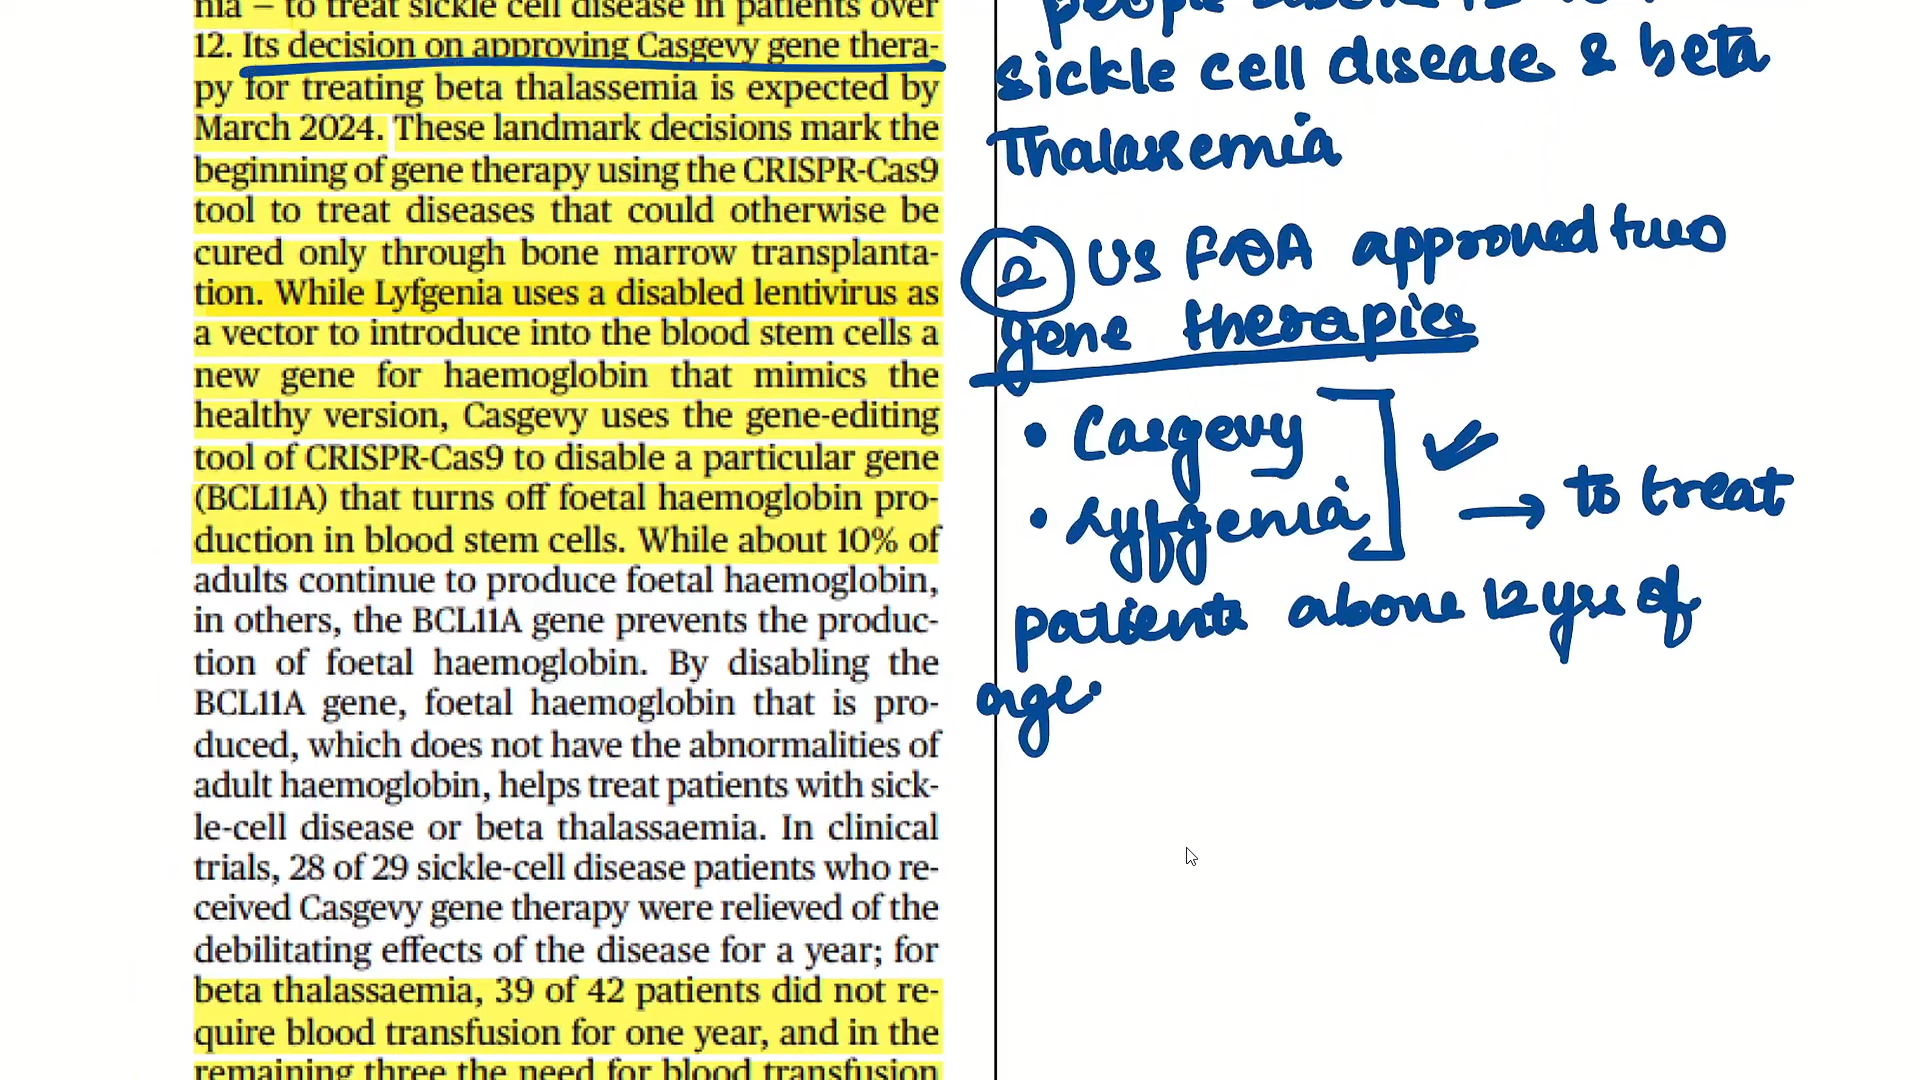 nia – to treat sickle cell disease in patients over
12. Its decision on approving Casgevy gene thera-
py for treating beta thalassemia is expected by
March 2024. These landmark decisions mark the
beginning of gene therapy using the CRISPR-Cas9
tool to treat diseases that could otherwise be
cured only through bone marrow transplanta-
tion. While Lyfgenia uses a disabled lentivirus as
a vector to introduce into the blood stem cells a
new gene for haemoglobin that mimics the
healthy version, Casgevy uses the gene-editing
tool of CRISPR-Cas9 to disable a particular gene
(BCL11A) that turns off foetal haemoglobin pro-
duction in blood stem cells. While about 10% of
adults continue to produce foetal haemoglobin,
in others, the BCL11A gene prevents the produc-
tion of foetal haemoglobin. By disabling the
BCL11A gene, foetal haemoglobin that is pro-
duced, which does not have the abnormalities of
adult haemoglobin, helps treat patients with sick-
le-cell disease or beta thalassaemia. In clinical
trials, 28 of 29 sickle-cell disease patients who re-
ceived Casgevy gene therapy were relieved of the
debilitating effects of the disease for a year; for
beta thalassaemia, 39 of 42 patients did not re-
quire blood transfusion for one year, and in the
remaining three the need for blood transfusion
people above 12
sickle cell disease & beta
Thalassemia
2 US FDA approved two
gene therapies
• Casgevy
• Lyfgenia → to treat
patients above 12 yrs of
age.